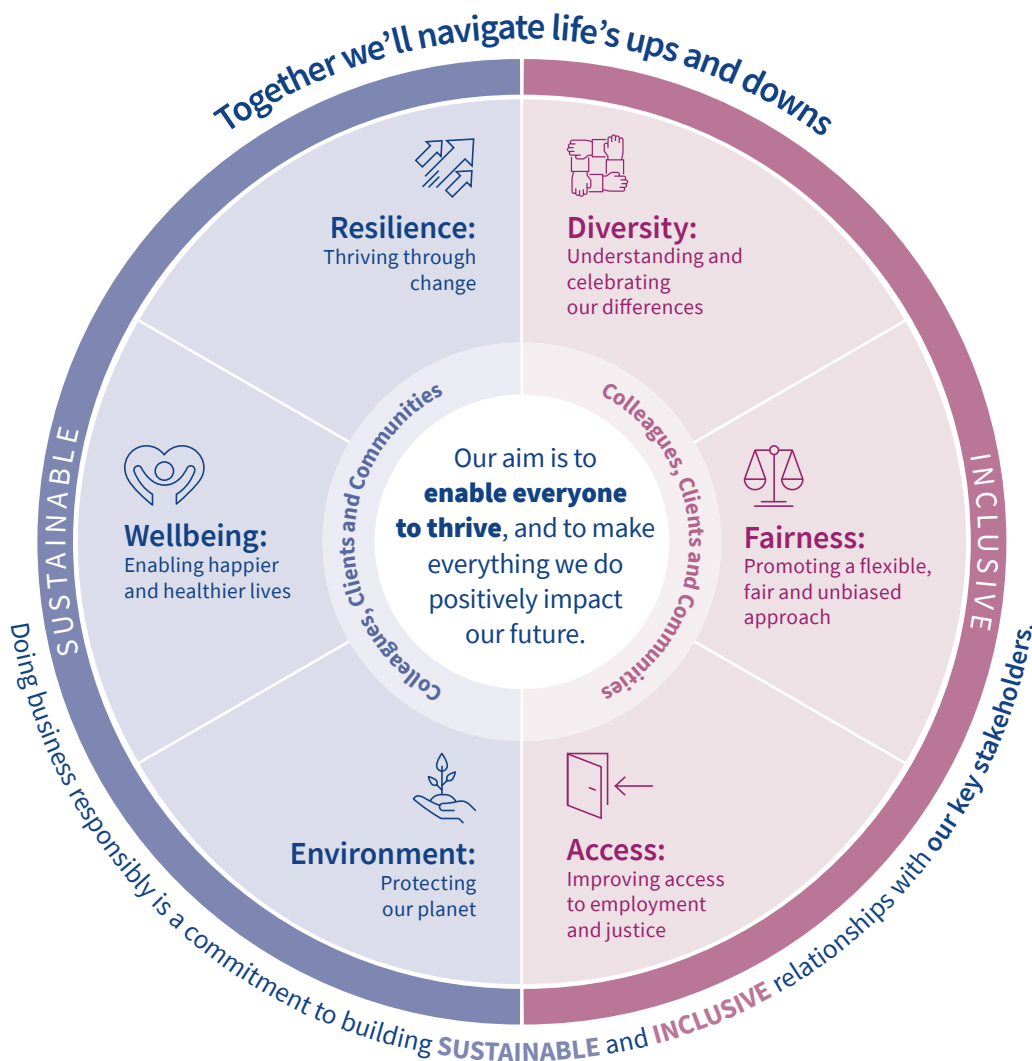 Together we’ll navigate life’s ups and downs
Resilience:
Thriving through
change
Diversity:
Understanding and
celebrating
our differences
SUSTAINABLE
Wellbeing:
Enabling happier
and healthier lives
Colleagues, Clients and Communities
Our aim is to
enable everyone
to thrive, and to make
everything we do
positively impact
our future.
Colleagues, Clients and Communities
Fairness:
Promoting a flexible,
fair and unbiased
approach
INCLUSIVE
Environment:
Protecting
our planet
Access:
Improving access
to employment
and justice
Doing business responsibly is a commitment to building SUSTAINABLE and INCLUSIVE relationships with our key stakeholders.